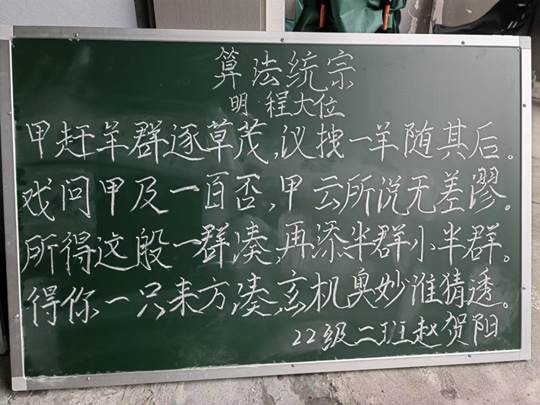 算法统宗
明 程大位
甲赶羊群逐草茂,议拽一羊随其后。
戏问甲及一百否,甲云所说无差谬。
所得这般一群凑,再添半群小半群。
得你一只来方凑玄机奥妙谁猜透。
22级二班赵贺阳